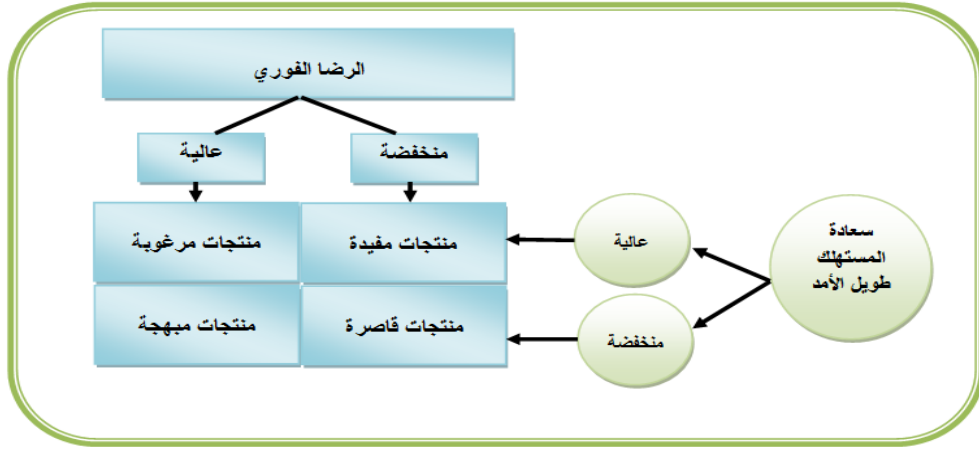 الرضا الفوري
منخفضة
عالية
سعادة
المستهلك
طويل الأمد
عالية
منتجات مفيدة
منتجات مرغوبة
منخفضة
منتجات قاصرة
منتجات مبهجة